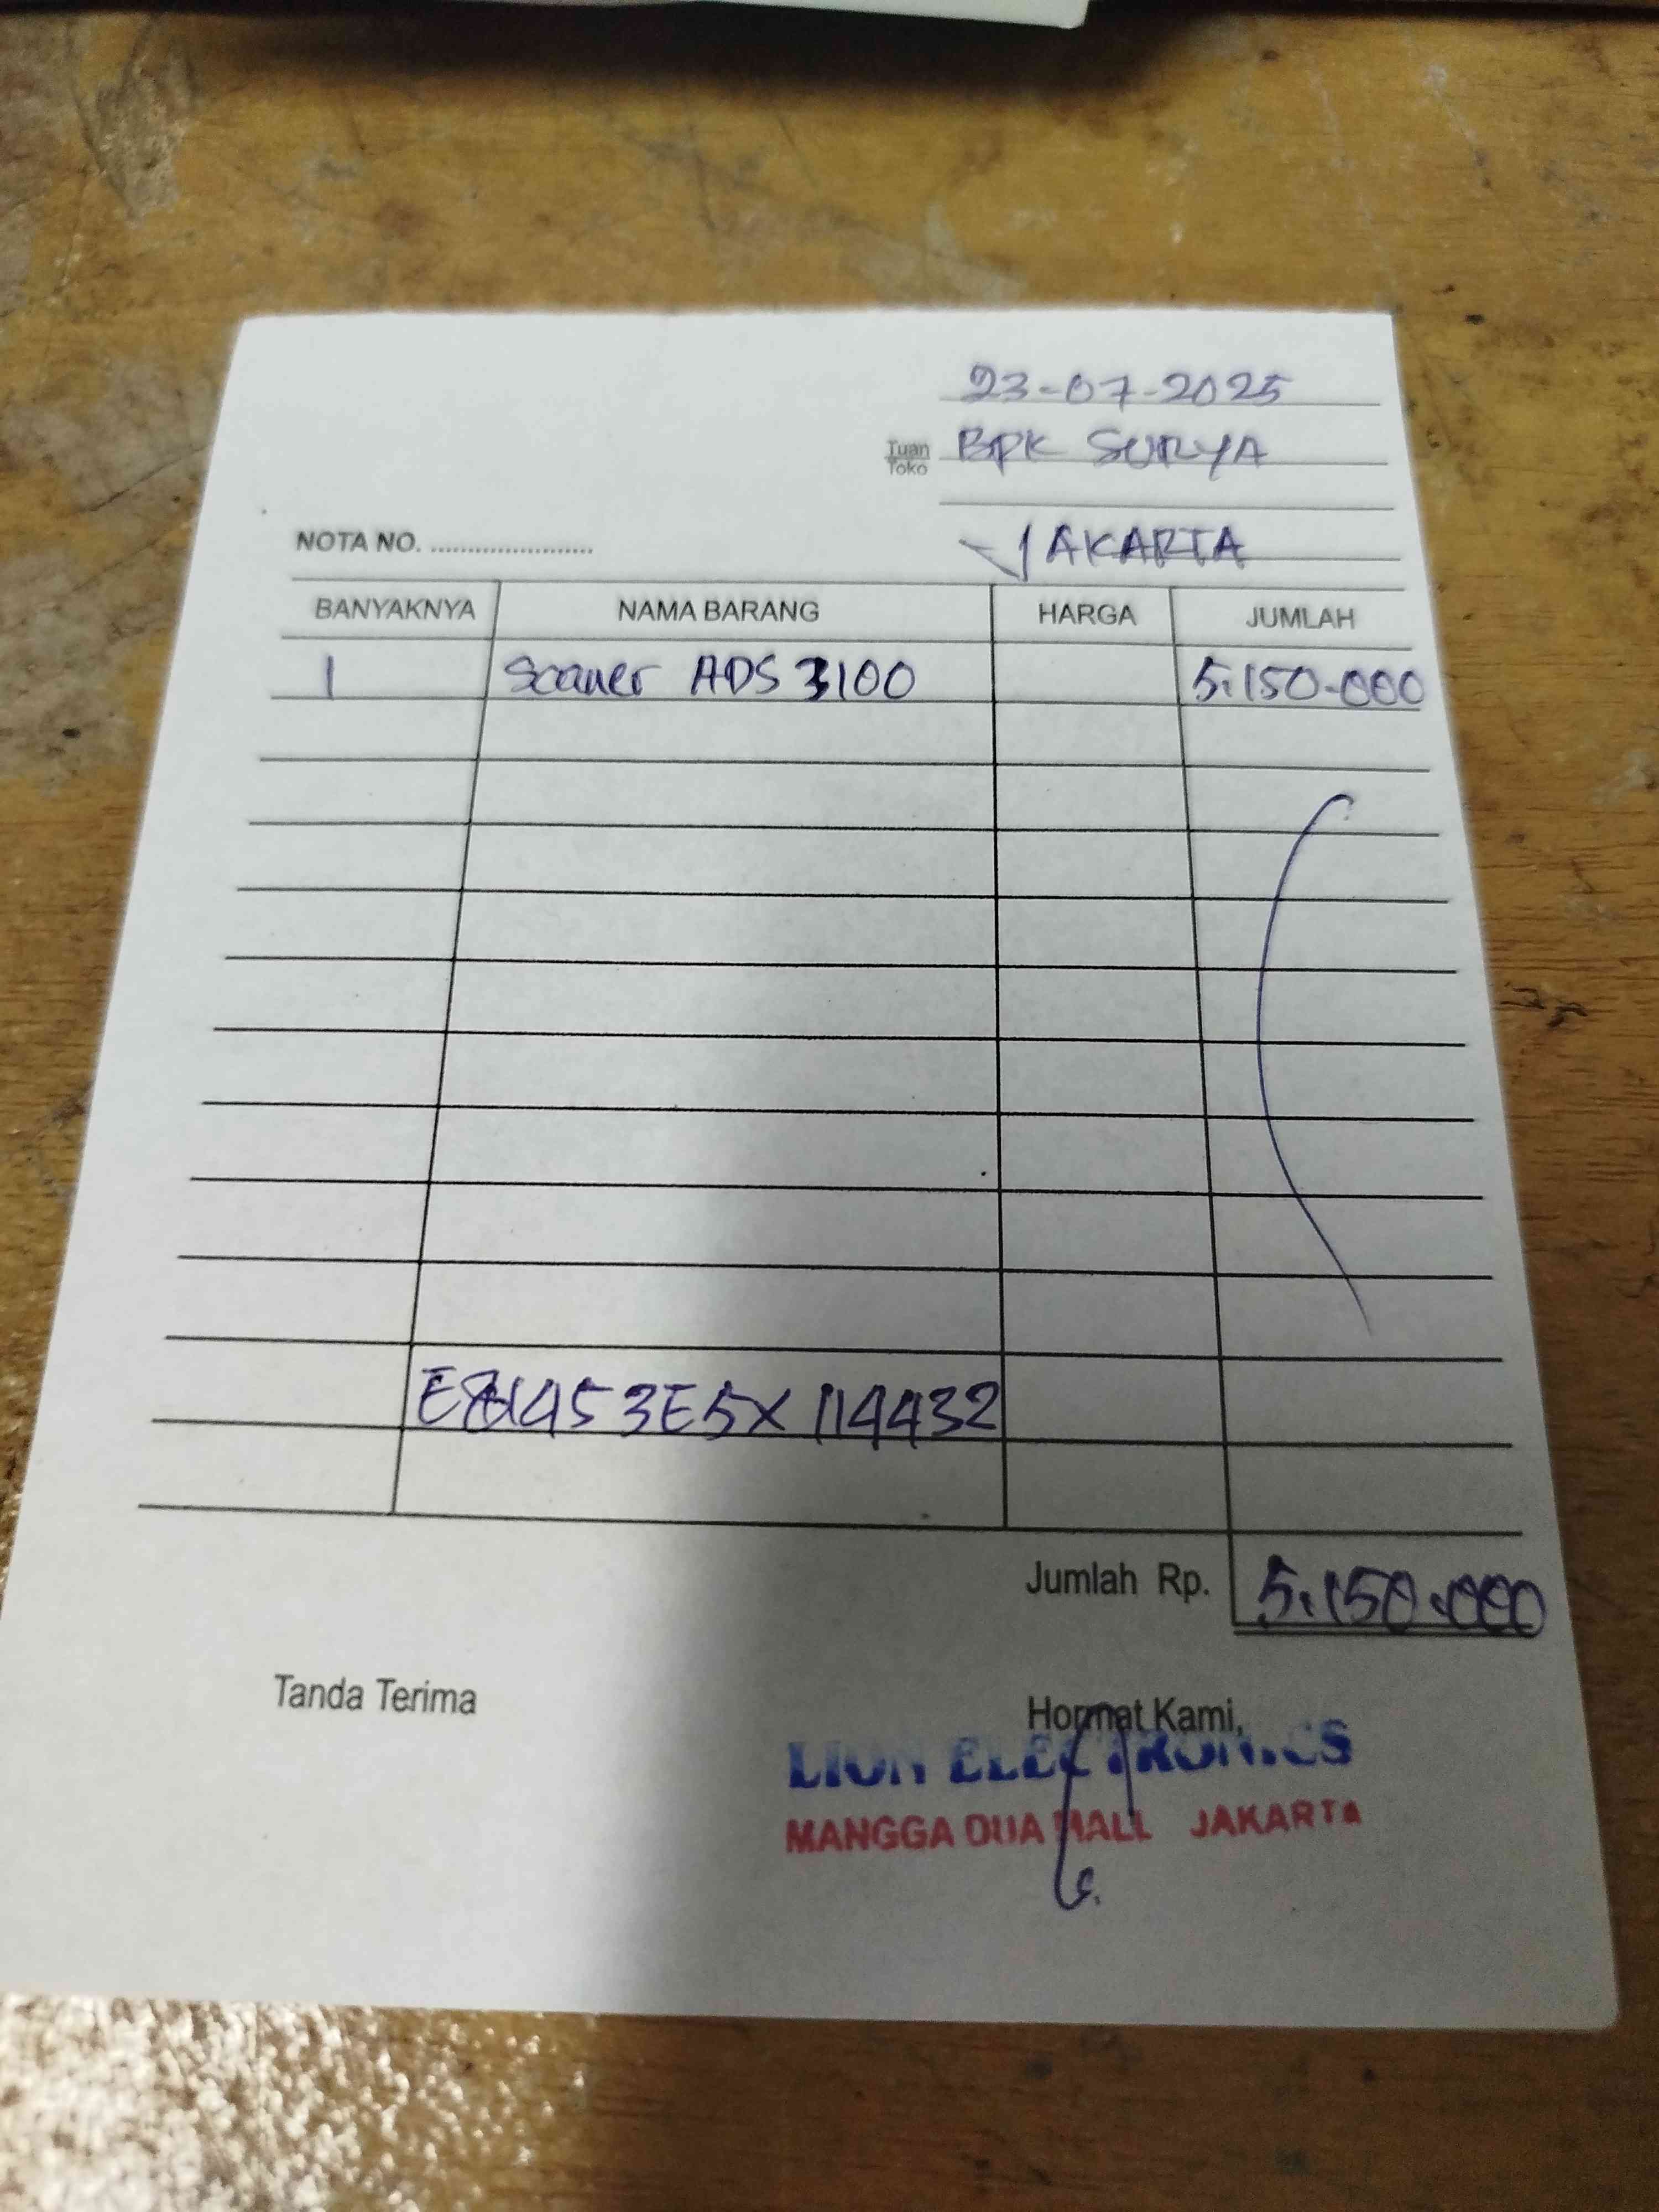 23-07-2025
Tuan
Toko
BPK SURYA
JAKARTA
NOTA NO. ........................
BANYAKNYA NAMA BARANG HARGA JUMLAH
1 Scaner ADS 3100 5.150.000
Jumlah Rp. 5.150.000
Tanda Terima Hormat Kami,
LION ELECTRONICS
MANGGA DUA MALL JAKARTA